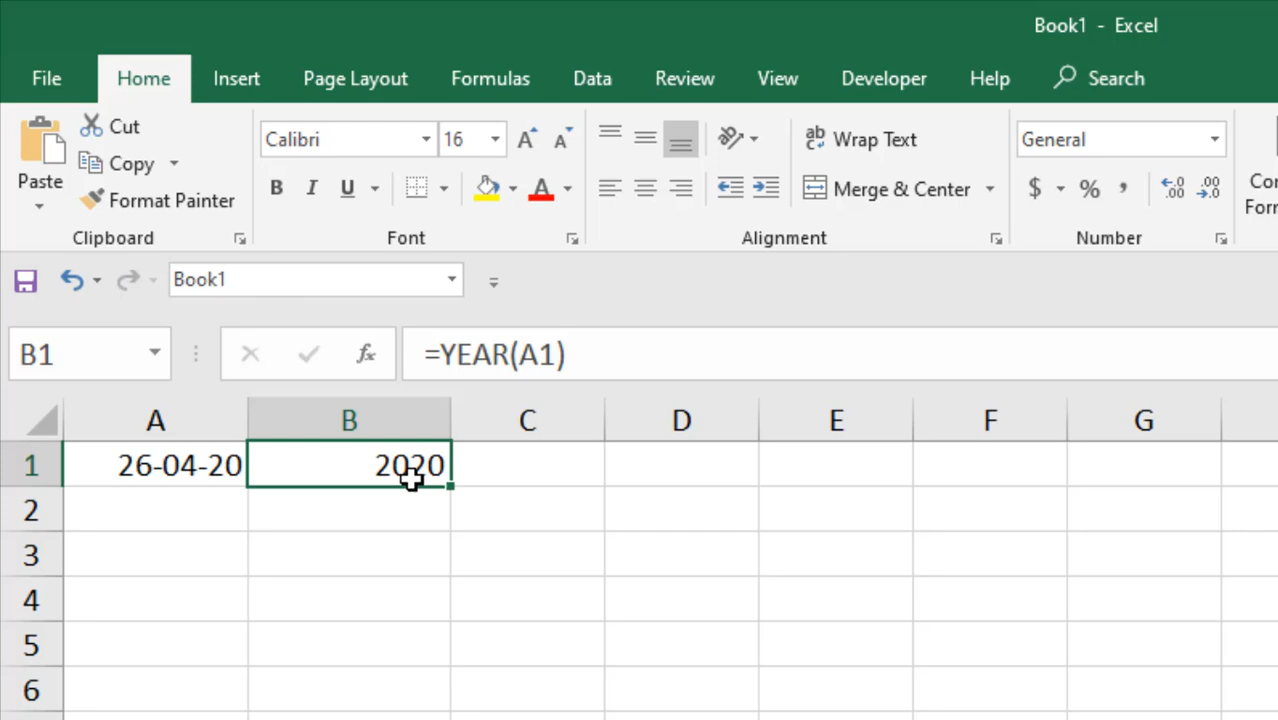 Book1 - Excel
File Home Insert Page Layout Formulas Data Review View Developer Help Search
Paste
Cut
Copy
Format Painter
Clipboard
Calibri 16
B I U A
Font
ab Wrap Text
Merge & Center
Alignment
General
$ % ,
Number
Book1
B1 fx =YEAR(A1)
A B C D E F G
1 26-04-20 2020
2
3
4
5
6